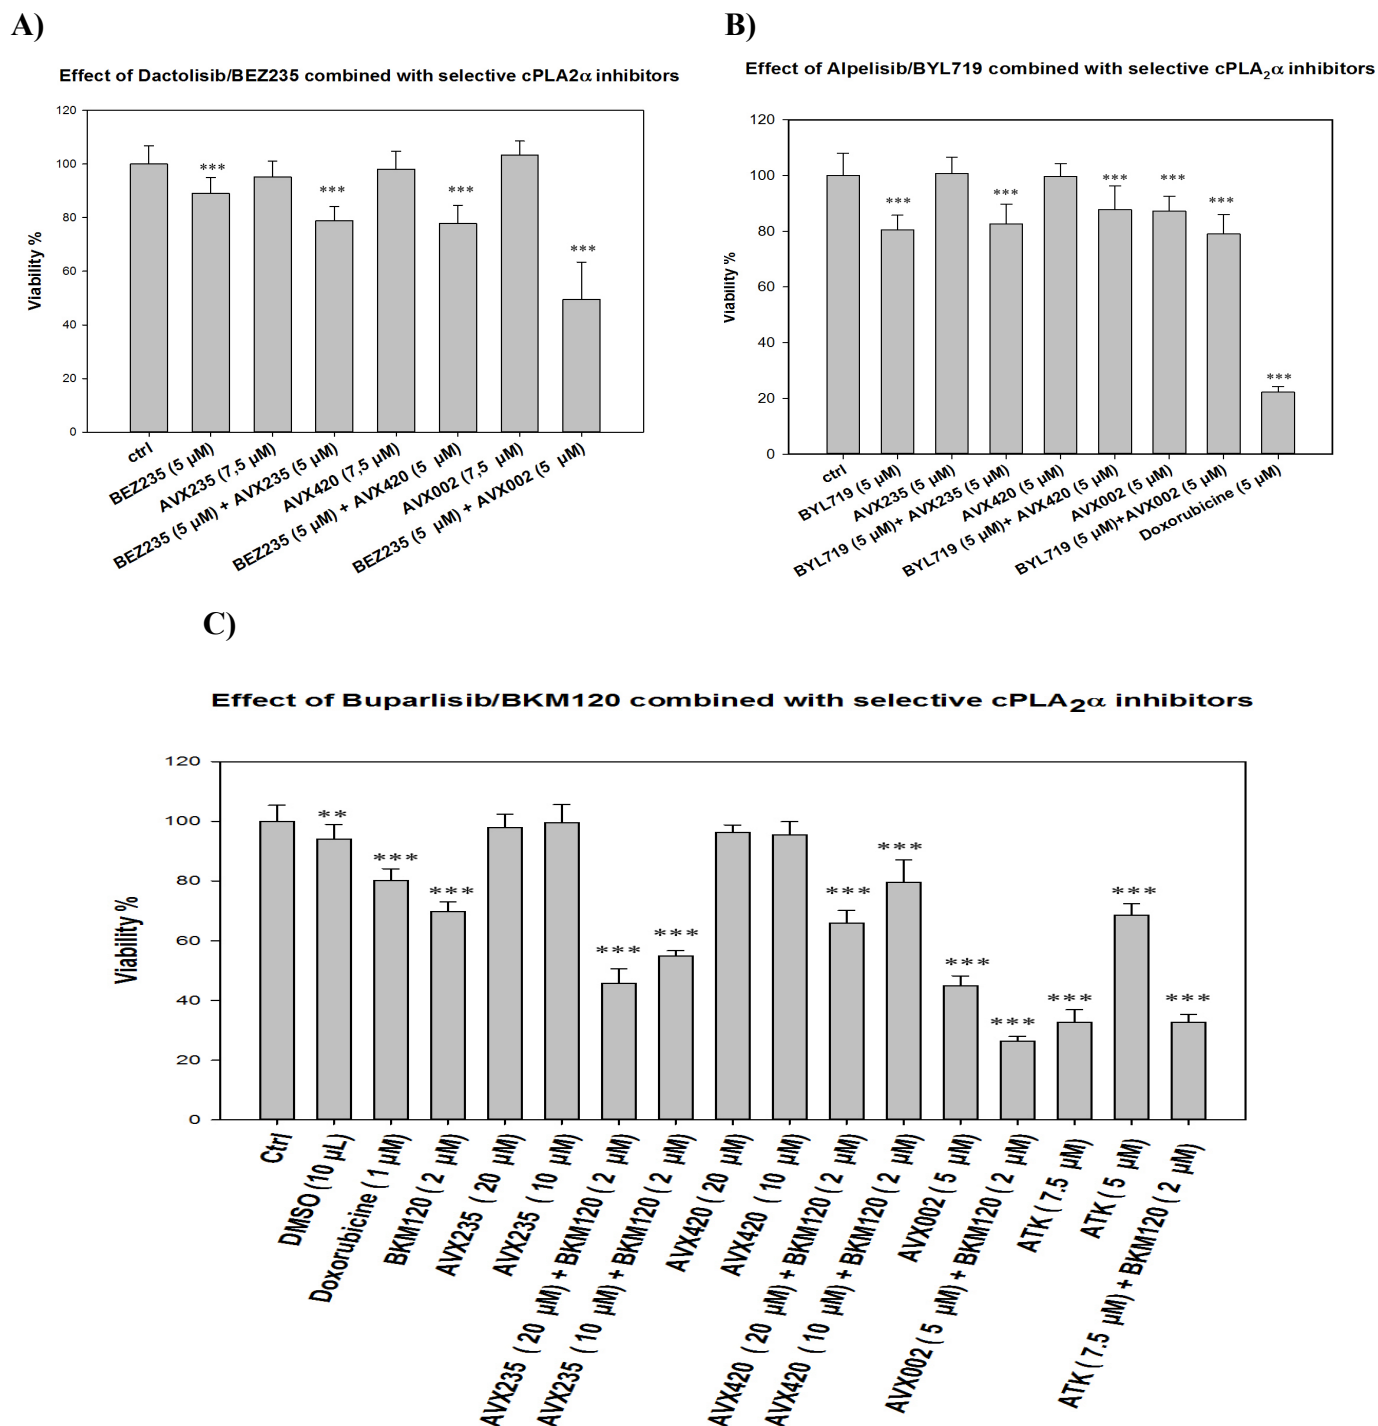 A)
Effect of Dactolisib/BEZ235 combined with selective cPLA2α inhibitors
Viability %
120
100
80
60
40
20
0
***
***
***
***
ctrl
BEZ235 (5 µM)
AVX235 (7,5 µM)
BEZ235 (5 µM) + AVX235 (5 µM)
AVX420 (7,5 µM)
BEZ235 (5 µM) + AVX420 (5 µM)
AVX002 (7,5 µM)
BEZ235 (5 µM) + AVX002 (5 µM)
B)
Effect of Alpelisib/BYL719 combined with selective cPLA₂α inhibitors
Viability %
120
100
80
60
40
20
0
***
***
***
***
***
***
ctrl
BYL719 (5 µM)
AVX235 (5 µM)
BYL719 (5 µM)+ AVX235 (5 µM)
AVX420 (5 µM)
BYL719 (5 µM)+ AVX420 (5 µM)
AVX002 (5 µM)
BYL719 (5 µM)+AVX002 (5 µM)
Doxorubicine (5 µM)
C)
Effect of Buparlisib/BKM120 combined with selective cPLA₂α inhibitors
Viability %
120
100
80
60
40
20
0
**
***
***
***
***
***
***
***
***
***
***
***
Ctrl
DMSO (10 µL)
Doxorubicine ( 1 µM)
BKM120 ( 2 µM)
AVX235 ( 20 µM)
AVX235 ( 10 µM)
AVX235 ( 20 µM) + BKM120 ( 2 µM)
AVX235 ( 10 µM) + BKM120 ( 2 µM)
AVX420 ( 20 µM)
AVX420 ( 10 µM)
AVX420 ( 20 µM) + BKM120 ( 2 µM)
AVX420 ( 10 µM) + BKM120 ( 2 µM)
AVX002 ( 5 µM)
AVX002 ( 5 µM) + BKM120 ( 2 µM)
ATK ( 7.5 µM)
ATK ( 5 µM)
ATK ( 7.5 µM) + BKM120 ( 2 µM)